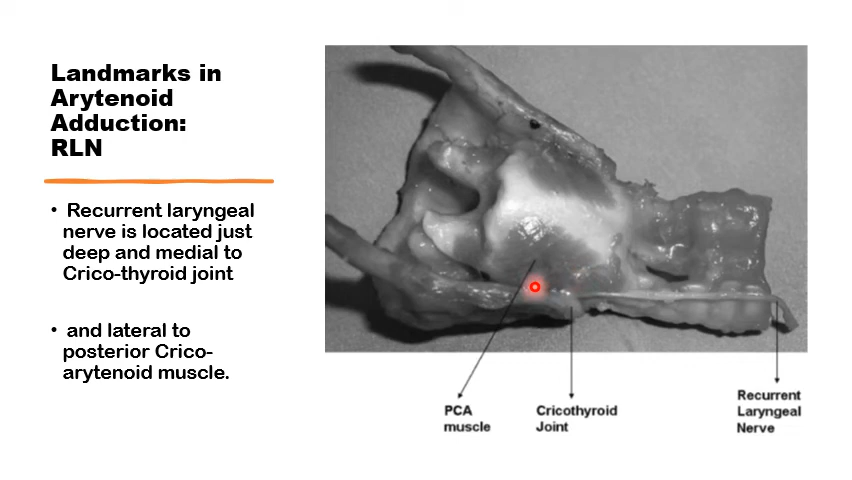 Landmarks in
Arytenoid
Adduction:
RLN
• Recurrent laryngeal
nerve is located just
deep and medial to
Crico-thyroid joint
• and lateral to
posterior Crico-
arytenoid muscle.
PCA
muscle
Cricothyroid
Joint
Recurrent
Laryngeal
Nerve